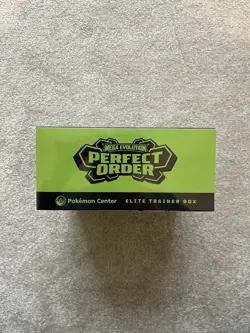 MEGA EVOLUTION
PERFECT
ORDER
Pokémon Center ELITE TRAINER BOX